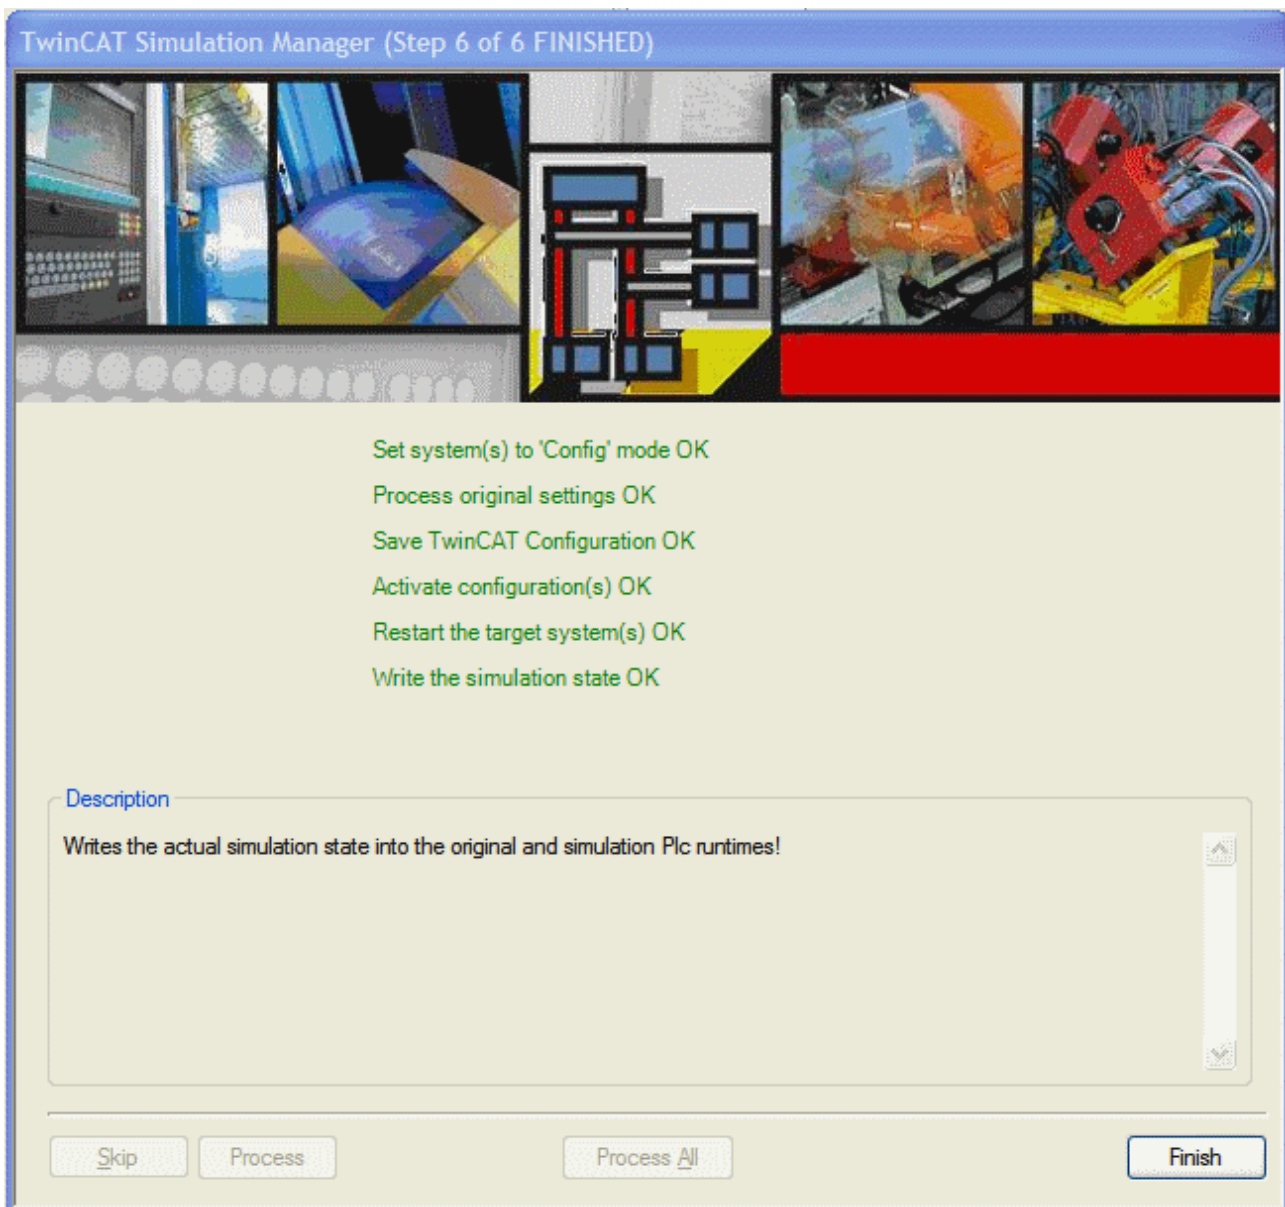 TwinCAT Simulation Manager (Step 6 of 6 FINISHED)
Set system(s) to 'Config' mode OK
Process original settings OK
Save TwinCAT Configuration OK
Activate configuration(s) OK
Restart the target system(s) OK
Write the simulation state OK
Description
Writes the actual simulation state into the original and simulation Plc runtimes!
Skip Process Process All Finish